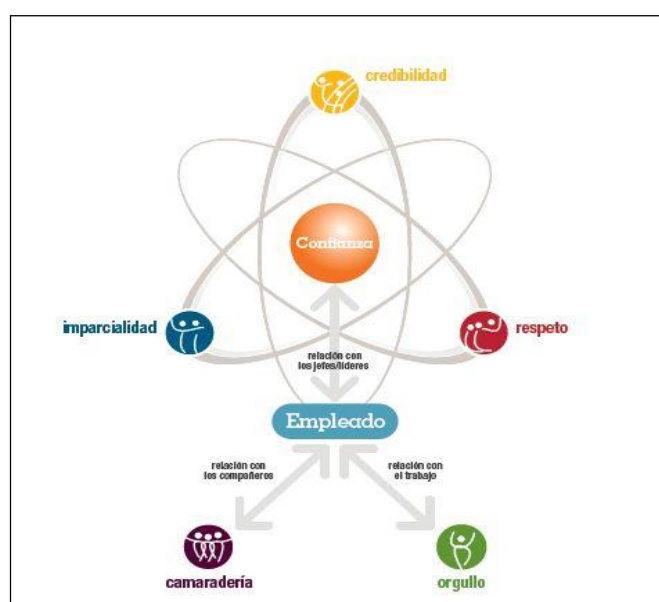 credibilidad
Confianza
imparcialidad
respeto
relación con
los jefes/líderes
Empleado
relación con
los compañeros
relación con
el trabajo
camaradería
orgullo